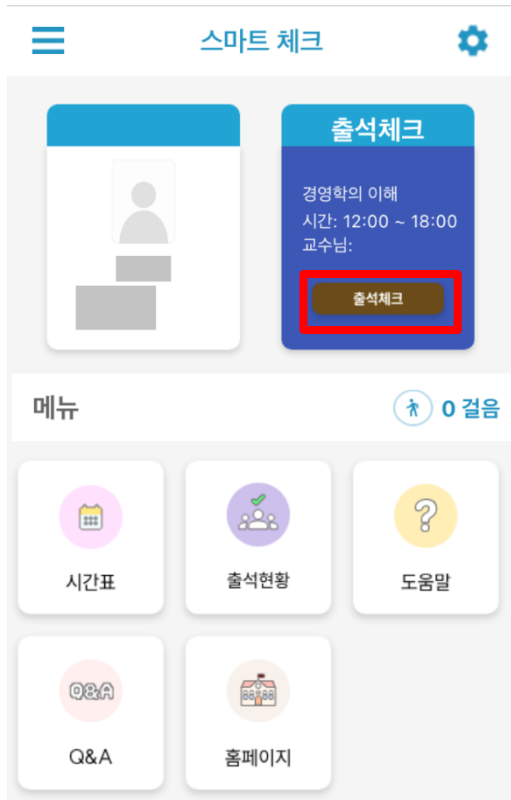 스마트 체크
출석체크
경영학의 이해
시간: 12:00 ~ 18:00
교수님:
출석체크
메뉴
0 걸음
시간표
출석현황
도움말
Q&A
Q&A
홈페이지